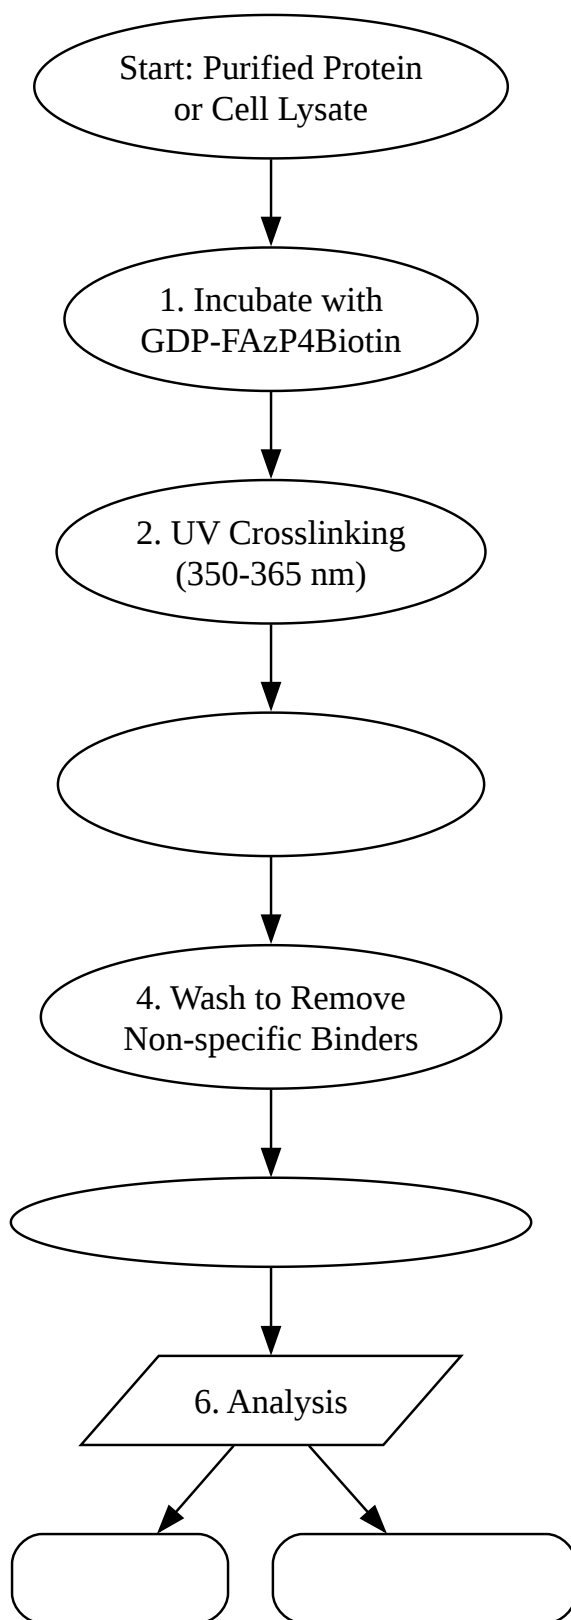 Start: Purified Protein
or Cell Lysate
1. Incubate with
GDP-FAzP4Biotin
2. UV Crosslinking
(350-365 nm)
4. Wash to Remove
Non-specific Binders
6. Analysis